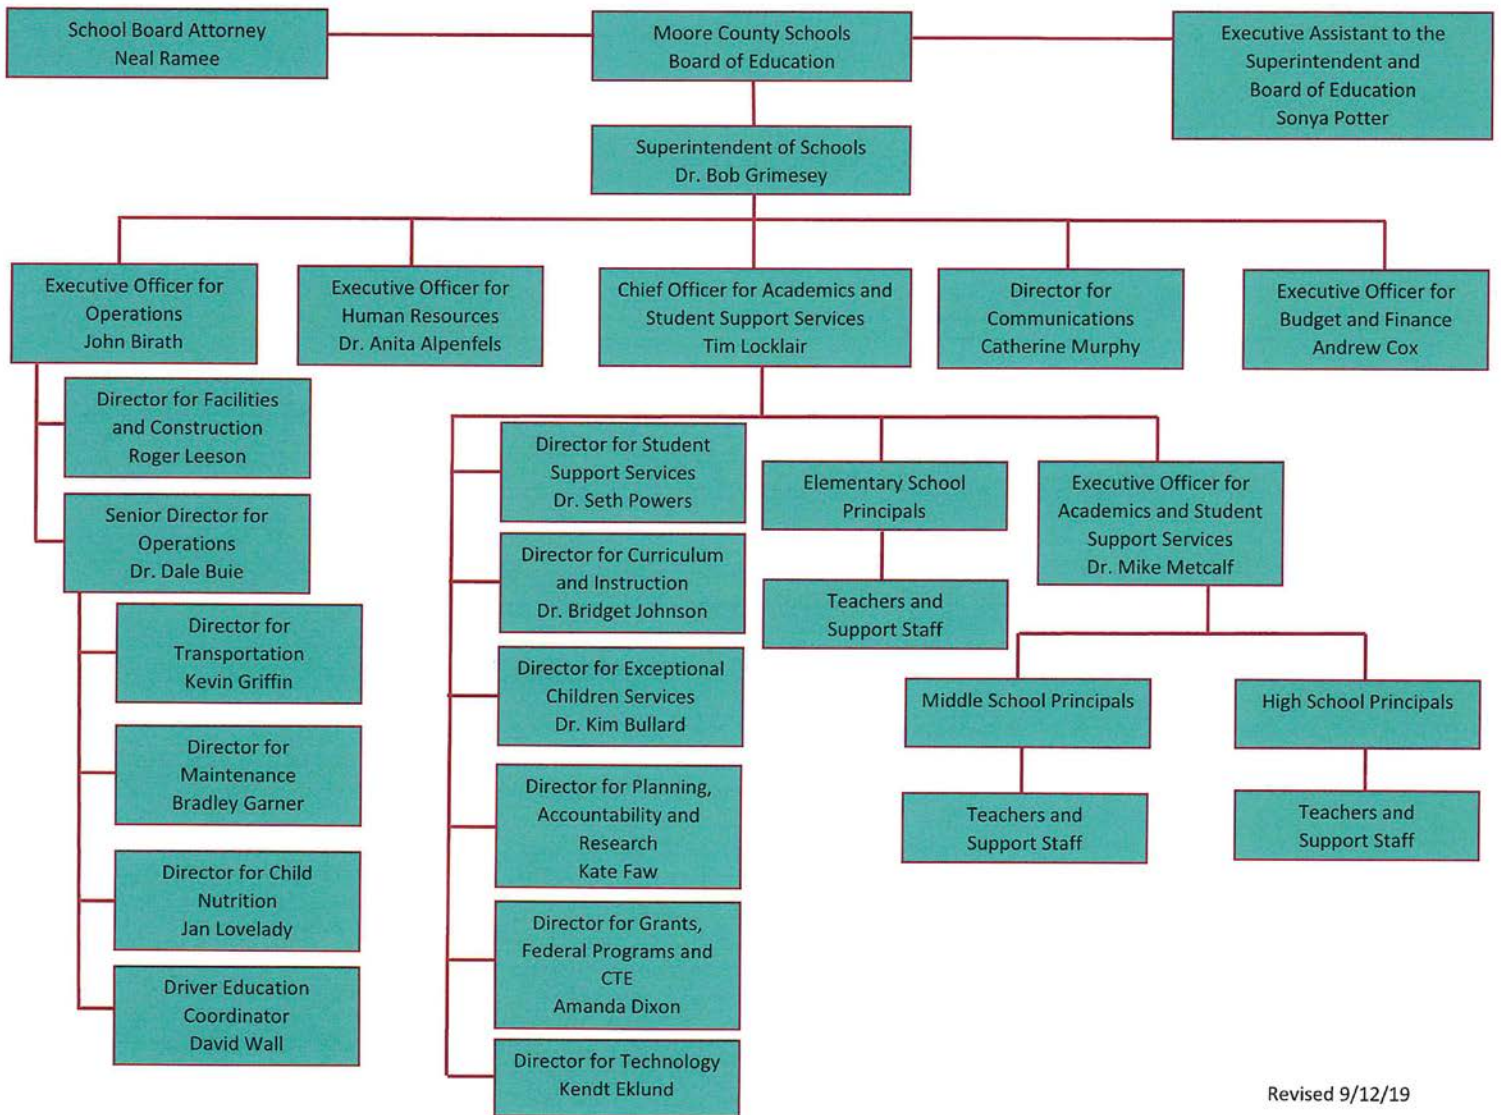 School Board Attorney
Neal Ramee
Moore County Schools
Board of Education
Executive Assistant to the
Superintendent and
Board of Education
Sonya Potter
Superintendent of Schools
Dr. Bob Grimesey
Executive Officer for
Operations
John Birath
Executive Officer for
Human Resources
Dr. Anita Alpenfels
Chief Officer for Academics and
Student Support Services
Tim Locklair
Director for
Communications
Catherine Murphy
Executive Officer for
Budget and Finance
Andrew Cox
Director for Facilities
and Construction
Roger Leeson
Senior Director for
Operations
Dr. Dale Buie
Director for
Transportation
Kevin Griffin
Director for
Maintenance
Bradley Garner
Director for Child
Nutrition
Jan Lovelady
Driver Education
Coordinator
David Wall
Director for Student
Support Services
Dr. Seth Powers
Director for Curriculum
and Instruction
Dr. Bridget Johnson
Director for Exceptional
Children Services
Dr. Kim Bullard
Director for Planning,
Accountability and
Research
Kate Faw
Director for Grants,
Federal Programs and
CTE
Amanda Dixon
Director for Technology
Kendt Eklund
Elementary School
Principals
Teachers and
Support Staff
Executive Officer for
Academics and Student
Support Services
Dr. Mike Metcalf
Middle School Principals
Teachers and
Support Staff
High School Principals
Teachers and
Support Staff
Revised 9/12/19